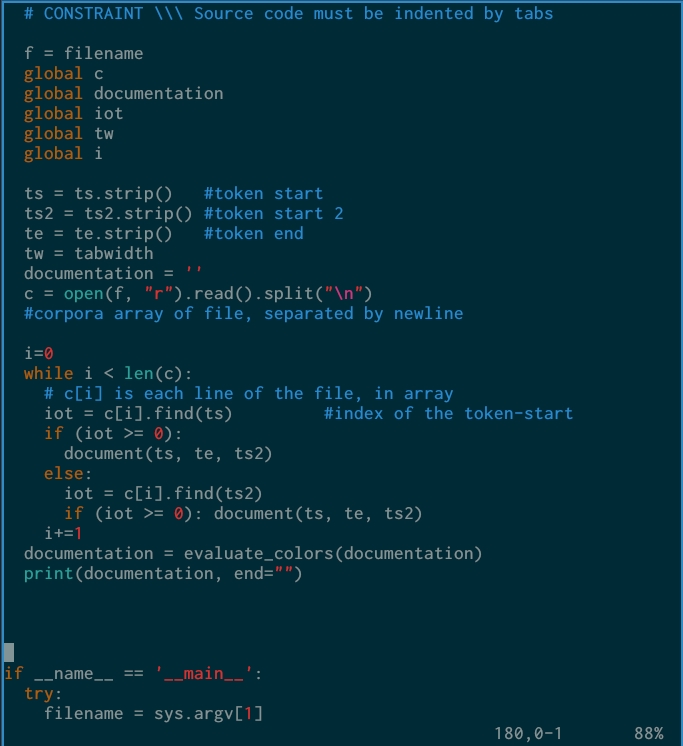 # CONSTRAINT \\\ Source code must be indented by tabs
f = filename
global c
global documentation
global iot
global tw
global i
ts = ts.strip()   #token start
ts2 = ts2.strip() #token start 2
te = te.strip()   #token end
tw = tabwidth
documentation = ''
c = open(f, "r").read().split("\n")
#corpora array of file, separated by newline
i=0
while i < len(c):
# c[i] is each line of the file, in array
iot = c[i].find(ts)         #index of the token-start
if (iot >= 0):
document(ts, te, ts2)
else:
iot = c[i].find(ts2)
if (iot >= 0): document(ts, te, ts2)
i+=1
documentation = evaluate_colors(documentation)
print(documentation, end="")
if __name__ == '__main__':
try:
filename = sys.argv[1]
180,0-1       88%